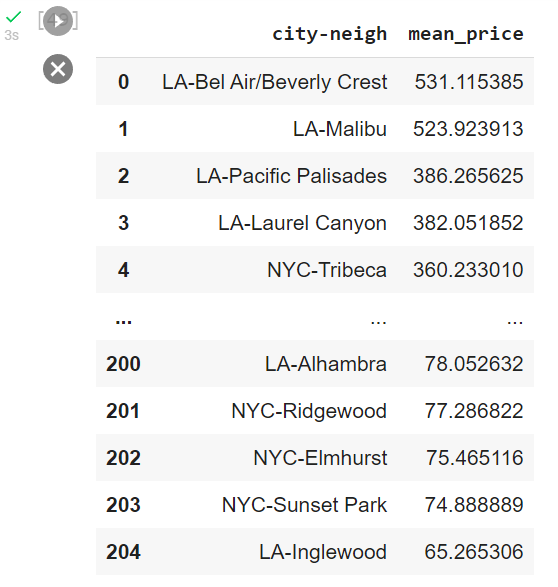 [49]
3s
city-neigh mean_price
0 LA-Bel Air/Beverly Crest 531.115385
1 LA-Malibu 523.923913
2 LA-Pacific Palisades 386.265625
3 LA-Laurel Canyon 382.051852
4 NYC-Tribeca 360.233010
... ... ...
200 LA-Alhambra 78.052632
201 NYC-Ridgewood 77.286822
202 NYC-Elmhurst 75.465116
203 NYC-Sunset Park 74.888889
204 LA-Inglewood 65.265306